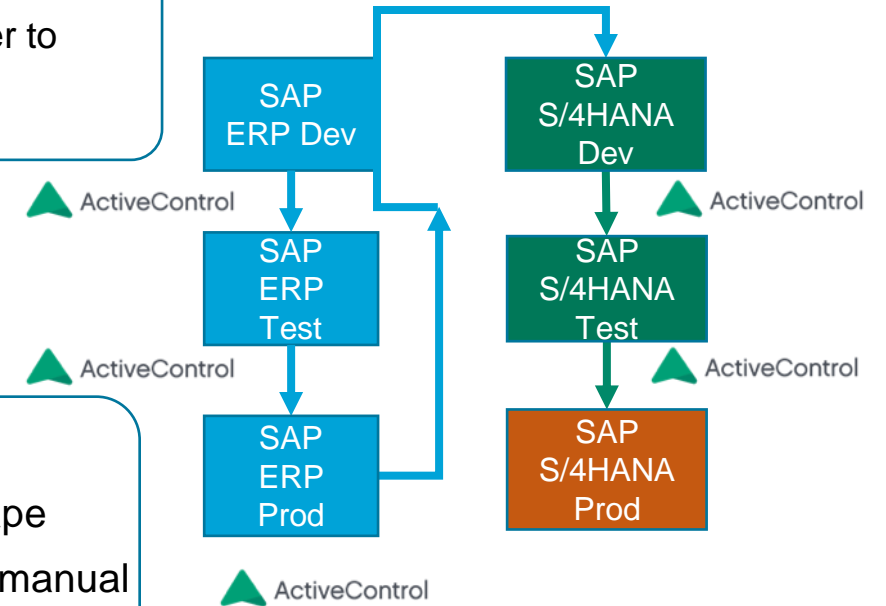 er to
SAP
ERP Dev
SAP
S/4HANA
Dev
ActiveControl
ActiveControl
SAP
ERP
Test
SAP
S/4HANA
Test
ActiveControl
ActiveControl
SAP
ERP
Prod
SAP
S/4HANA
Prod
pe
manual
ActiveControl